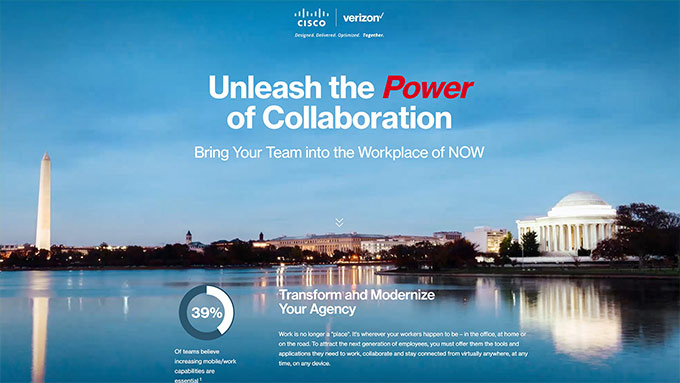 CISCO
verizon✓
Designed. Delivered. Optimized. Together.
Unleash the Power
of Collaboration
Bring Your Team into the Workplace of NOW
39%
Of teams believe
increasing mobile/work
capabilities are
essential.¹
Transform and Modernize
Your Agency
Work is no longer a "place". It's wherever your workers happen to be – in the office, at home or
on the road. To attract the next generation of employees, you must offer them the tools and
applications they need to work, collaborate and stay connected from virtually anywhere, at any
time, on any device.